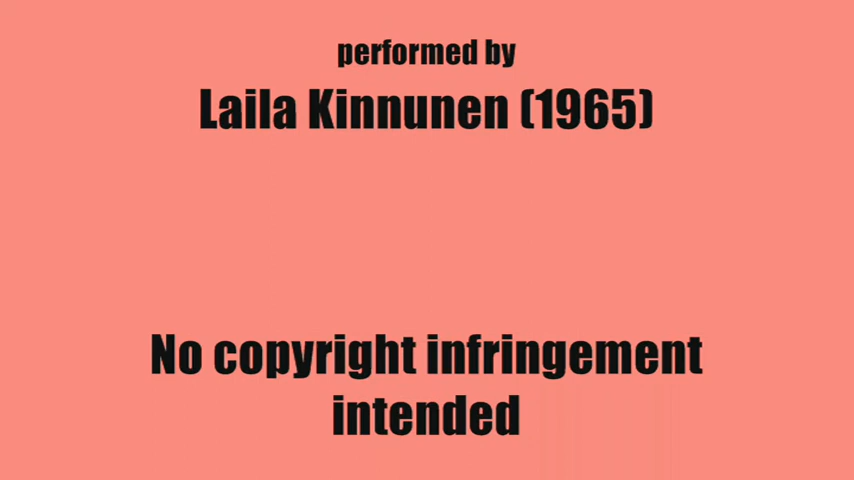 performed by
Laila Kinnunen (1965)
No copyright infringement
intended